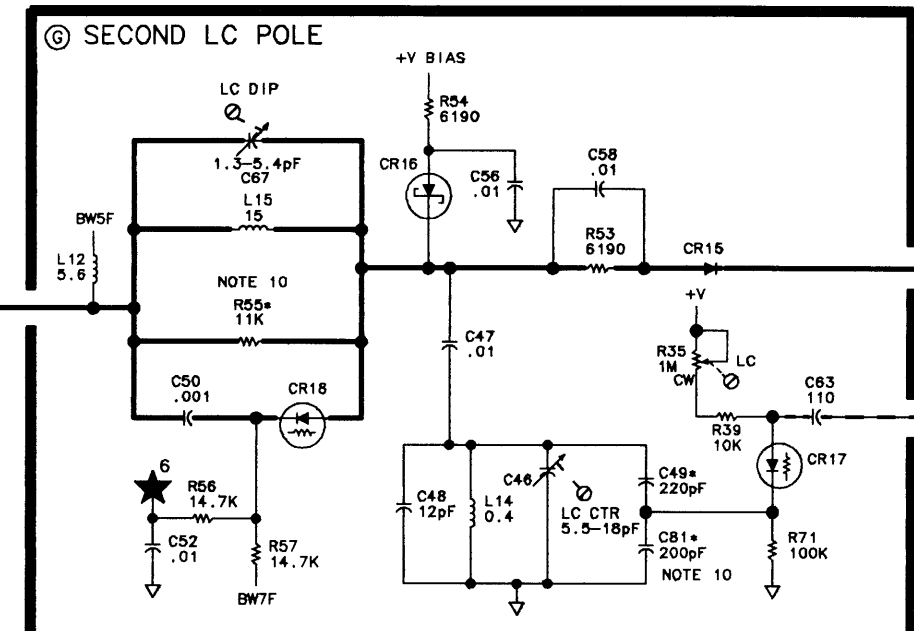 Ⓖ SECOND LC POLE
+V BIAS
LC DIP
R54
6190
1.3–5.4pF
C67
CR16
C56
.01
C58
.01
L15
15
BW5F
R53
6190
CR15
L12
5.6
NOTE 10
R55*
11K
+V
C47
.01
R35
1M
CW
LC
C50
.001
CR18
C63
110
R39
10K
CR17
6
R56
14.7K
C46
C49*
220pF
C48
12pF
L14
0.4
LC CTR
5.5–18pF
C52
.01
R57
14.7K
C81*
200pF
R71
100K
NOTE 10
BW7F